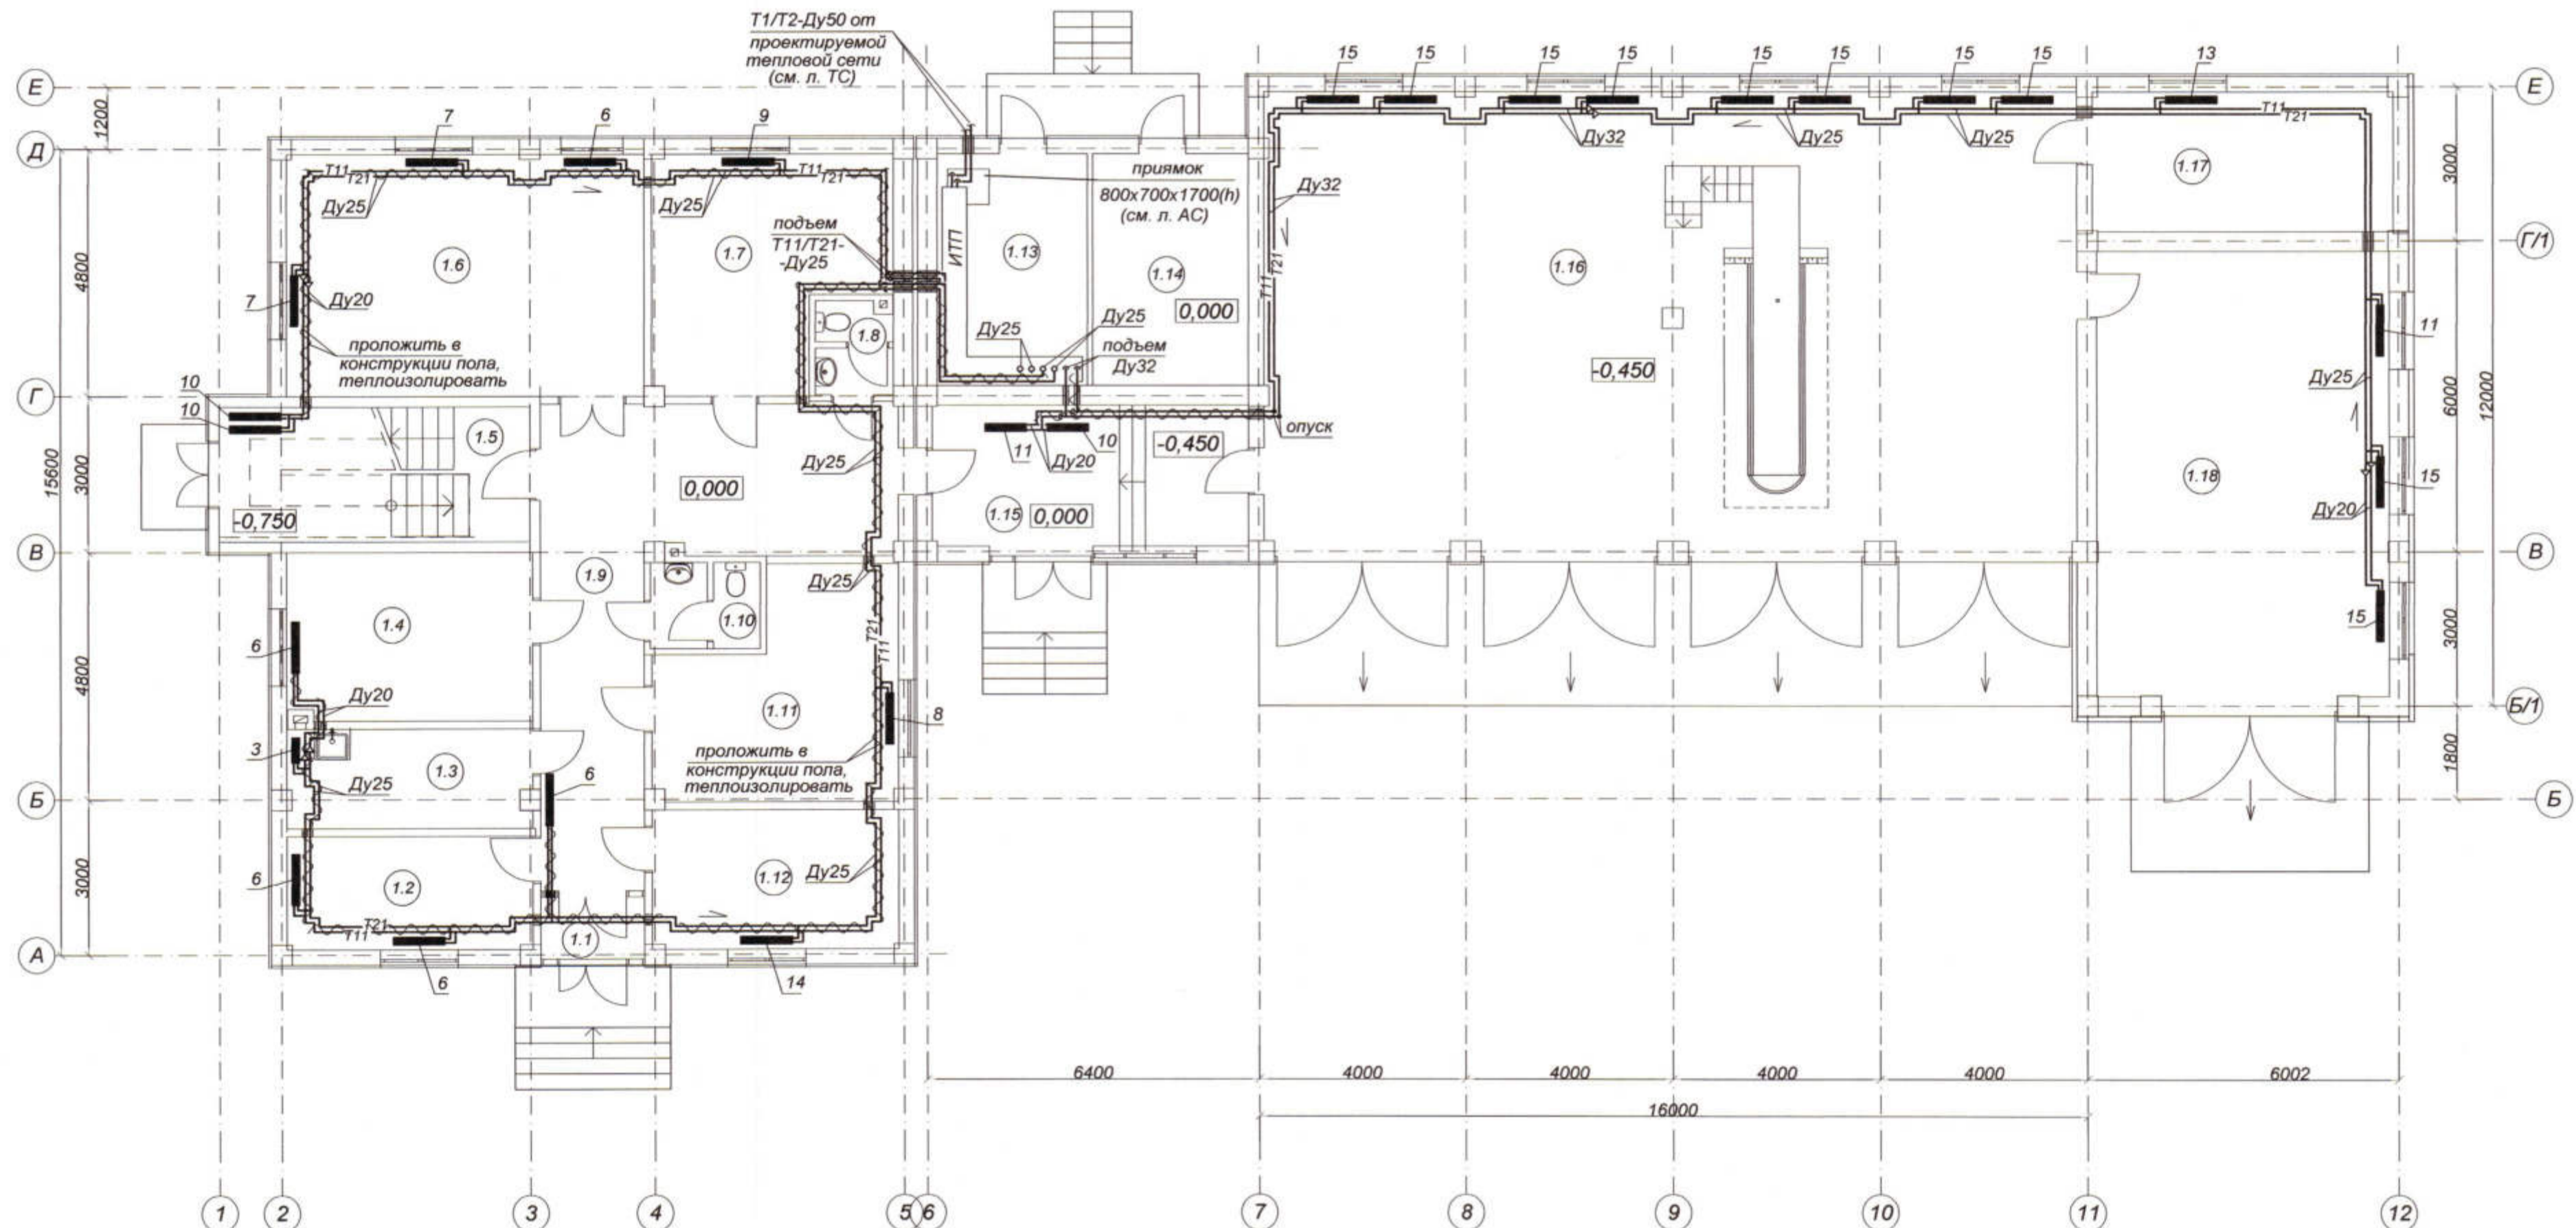 Т1/Т2-Ду50 от
проектируемой
тепловой сети
(см. л. ТС)
15 15 15 15 15 15 15 15 13
Е
Е
1200
7 6 9
Т11 Т21
Д
Т11 Т21
Т11 Т21
приямок
800х700х1700(h)
(см. л. АС)
Ду32
Ду25
Ду25
3000
1.17
Ду25
Ду25
Ду32
подъем
Т11/Т21-
-Ду25
ИТП
1.6
1.7
1.13
1.14
1.16
Г/1
4800
Т11 Т21
7
Ду20
0,000
1.8
Ду25
Ду25
11
проложить в
конструкции пола,
теплоизолировать
подъем
Ду32
-0,450
Ду25
10
10
Г
6000
12000
1.5
11
10
-0,450
опуск
Ду25
Ду20
15600
3000
0,000
1.18
15
-0,750
1.15
0,000
Ду20
В
В
1.9
Ду25
1.4
1.10
Т21
Т11
15
3000
6
4800
Ду20
1.11
8
Б/1
3
проложить в
конструкции пола,
теплоизолировать
1.3
6
Ду25
1800
Б
Б
6
1.2
1.12
Ду25
3000
Т21
Т11
1.1
А
6
14
6400 4000 4000 4000 4000 6002
16000
1 2 3 4 5 6 7 8 9 10 11 12